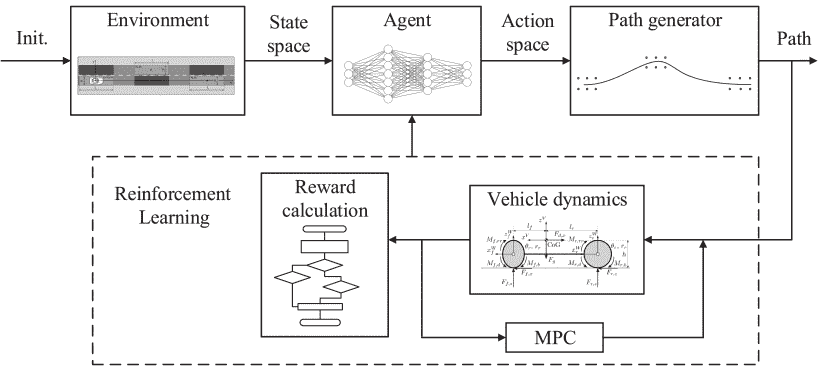 Init.
Environment
State
space
Agent
Action
space
Path generator
Path
Reinforcement
Learning
Reward
calculation
Vehicle dynamics
CoG
MPC